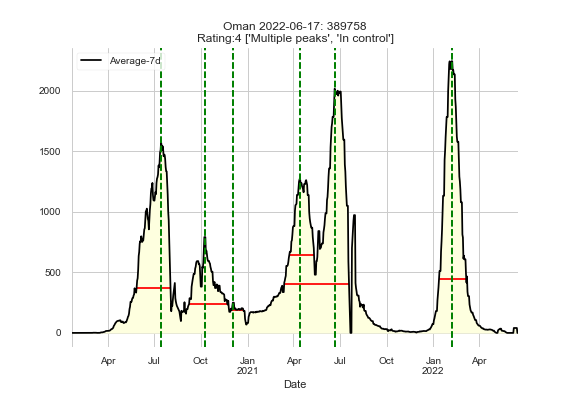 Oman 2022-06-17: 389758
Rating:4 ['Multiple peaks', 'In control']
Average-7d
2000
1500
1000
500
0
Apr Jul Oct Jan Apr Jul Oct Jan Apr
2021 2022
Date